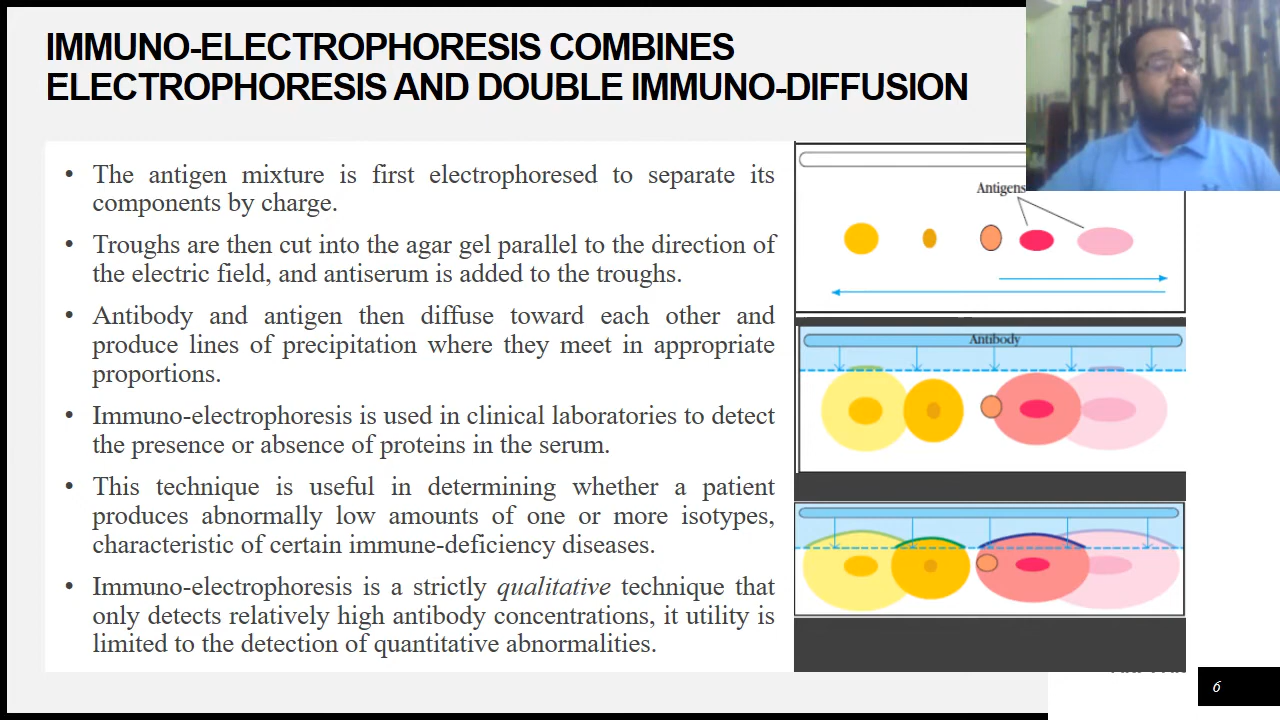 IMMUNO-ELECTROPHORESIS COMBINES
ELECTROPHORESIS AND DOUBLE IMMUNO-DIFFUSION
• The antigen mixture is first electrophoresed to separate its
components by charge.
• Troughs are then cut into the agar gel parallel to the direction of
the electric field, and antiserum is added to the troughs.
• Antibody and antigen then diffuse toward each other and
produce lines of precipitation where they meet in appropriate
proportions.
• Immuno-electrophoresis is used in clinical laboratories to detect
the presence or absence of proteins in the serum.
• This technique is useful in determining whether a patient
produces abnormally low amounts of one or more isotypes,
characteristic of certain immune-deficiency diseases.
• Immuno-electrophoresis is a strictly qualitative technique that
only detects relatively high antibody concentrations, it utility is
limited to the detection of quantitative abnormalities.
Antigens
Antibody
6